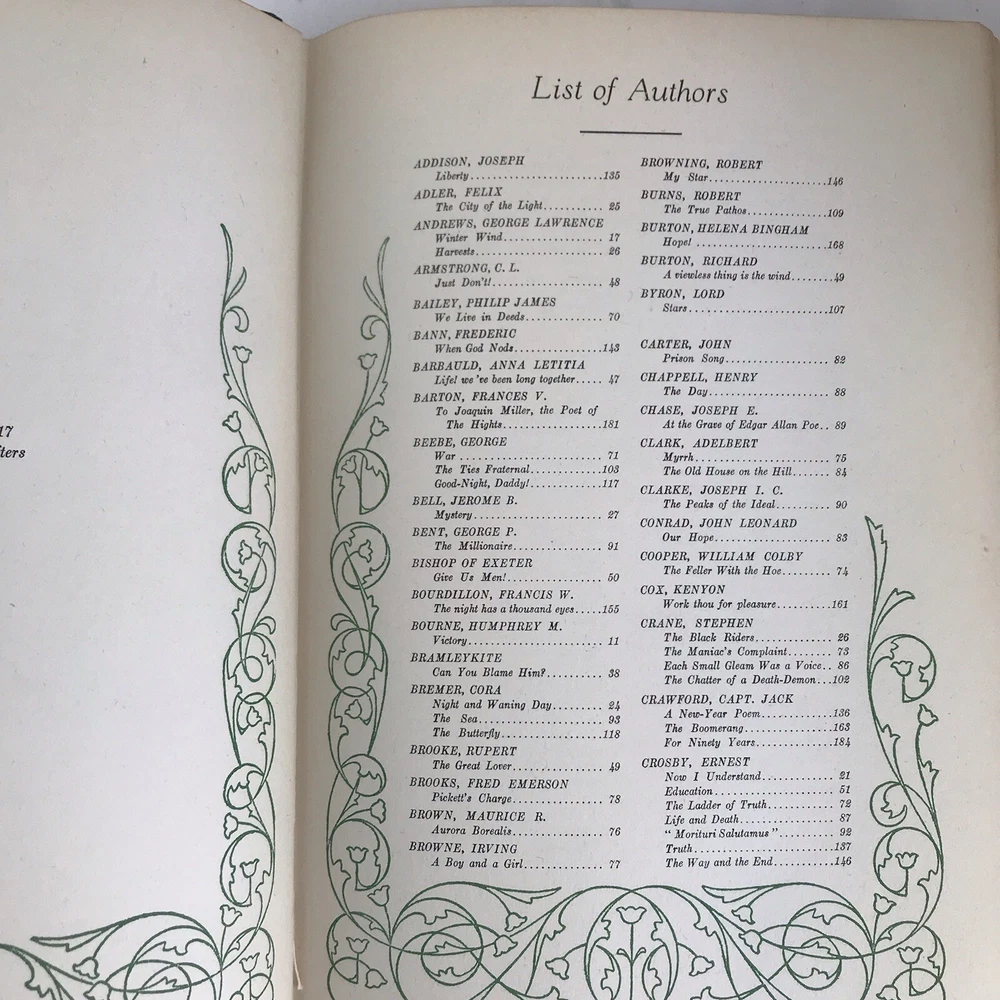 17
List of Authors
ADDISON, JOSEPH
Liberty.....................135
ADLER, FELIX
The City of the Light.......... 25
ANDREWS, GEORGE LAWRENCE
Winter Wind................. 17
Harvests.................... 26
ARMSTRONG, C. L.
Just Don't!.................. 48
BAILEY, PHILIP JAMES
We Live in Deeds............. 70
BANN, FREDERIC
When God Nods...............143
BARBAULD, ANNA LETITIA
Life! we 've been long together..... 47
BARTON, FRANCES V.
To Joaquin Miller, the Poet of
The Hights..................181
BEEBE, GEORGE
War ....................... 71
The Ties Fraternal............103
Good-Night, Daddy!............117
BELL, JEROME B.
Mystery..................... 27
BENT, GEORGE P.
The Millionaire............... 91
BISHOP OF EXETER
Give Us Men!................ 50
BOURDILLON, FRANCIS W.
The night has a thousand eyes.....155
BOURNE, HUMPHREY M.
Victory...................... 11
BRAMLEYKITE
Can You Blame Him?.......... 38
BREMER, CORA
Night and Waning Day......... 24
The Sea..................... 93
The Butterfly.................118
BROOKE, RUPERT
The Great Lover.............. 49
BROOKS, FRED EMERSON
Pickett's Charge............... 78
BROWN, MAURICE R.
Aurora Borealis............... 76
BROWNE, IRVING
A Boy and a Girl............. 77
BROWNING, ROBERT
My Star.....................146
BURNS, ROBERT
The True Pathos..............109
BURTON, HELENA BINGHAM
Hope! ......................168
BURTON, RICHARD
A viewless thing is the wind.......49
BYRON, LORD
Stars........................107
CARTER, JOHN
Prison Song.................. 82
CHAPPELL, HENRY
The Day.................... 88
CHASE, JOSEPH E.
At the Grave of Edgar Allan Poe.. 89
CLARK, ADELBERT
Myrrh....................... 75
The Old House on the Hill....... 84
CLARKE, JOSEPH I. C.
The Peaks of the Ideal.......... 90
CONRAD, JOHN LEONARD
Our Hope................... 83
COOPER, WILLIAM COLBY
The Feller With the Hoe........ 74
COX, KENYON
Work thou for pleasure..........161
CRANE, STEPHEN
The Black Riders.............. 26
The Maniac's Complaint........ 73
Each Small Gleam Was a Voice.. 86
The Chatter of a Death-Demon...102
CRAWFORD, CAPT. JACK
A New-Year Poem............136
The Boomerang...............163
For Ninety Years.............184
CROSBY, ERNEST
Now I Understand............ 21
Education................... 51
The Ladder of Truth........... 72
Life and Death............... 87
" Morituri Salutamus "......... 92
Truth.......................137
The Way and the End..........146